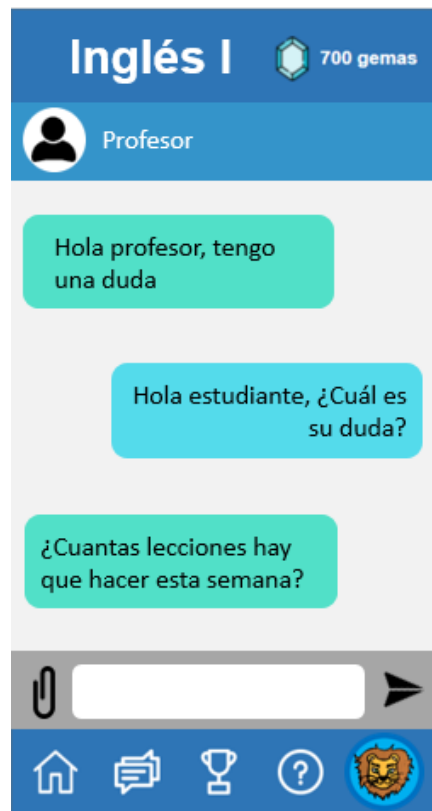 Inglés I
700 gemas
Profesor
Hola profesor, tengo
una duda
Hola estudiante, ¿Cuál es
su duda?
¿Cuantas lecciones hay
que hacer esta semana?
?